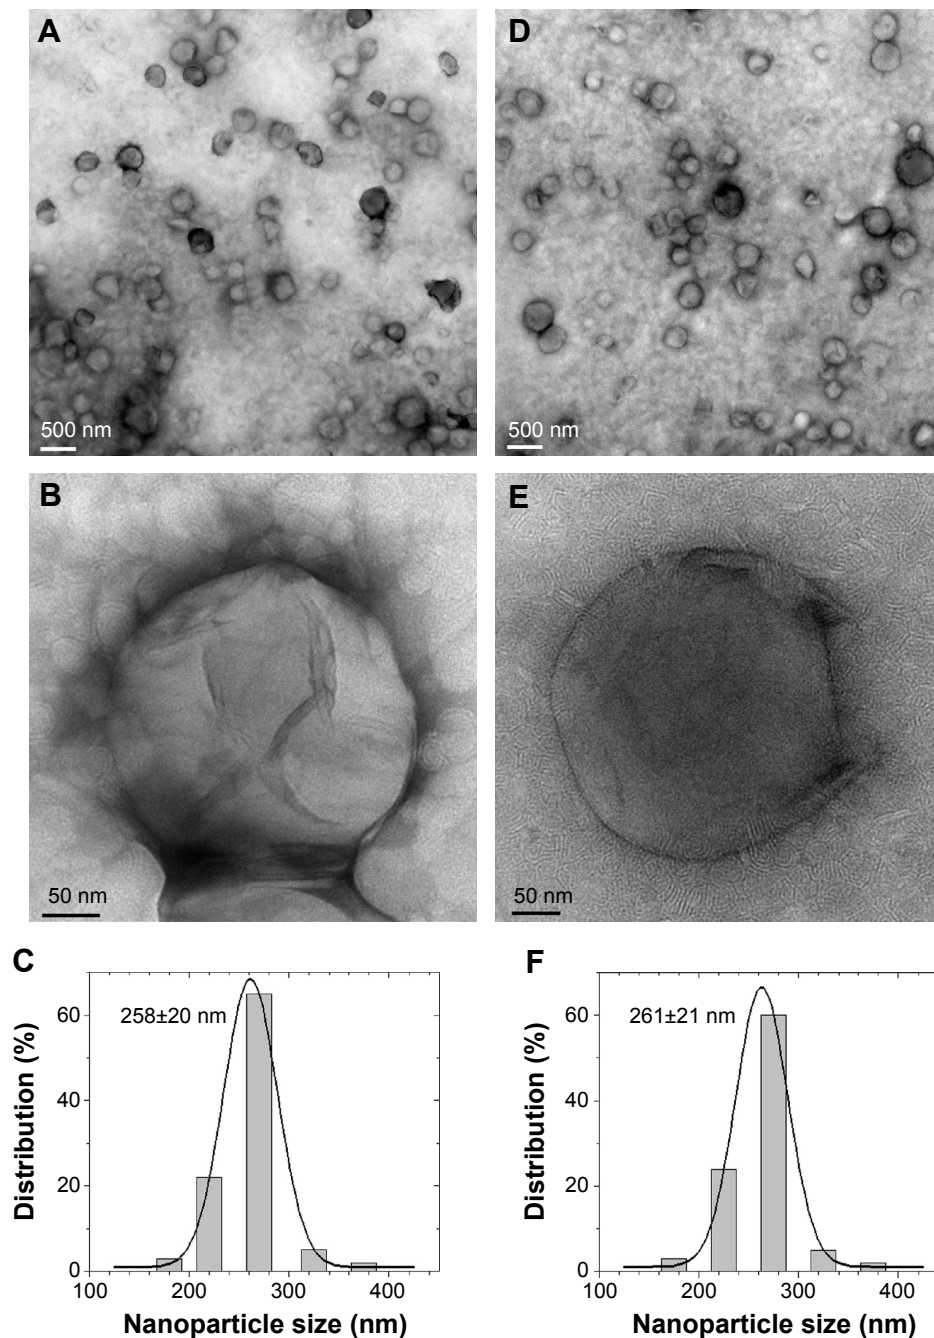 A
500 nm
D
500 nm
B
50 nm
E
50 nm
C
258±20 nm
60
40
20
0
100 200 300 400
Distribution (%)
Nanoparticle size (nm)
F
261±21 nm
60
40
20
0
100 200 300 400
Distribution (%)
Nanoparticle size (nm)